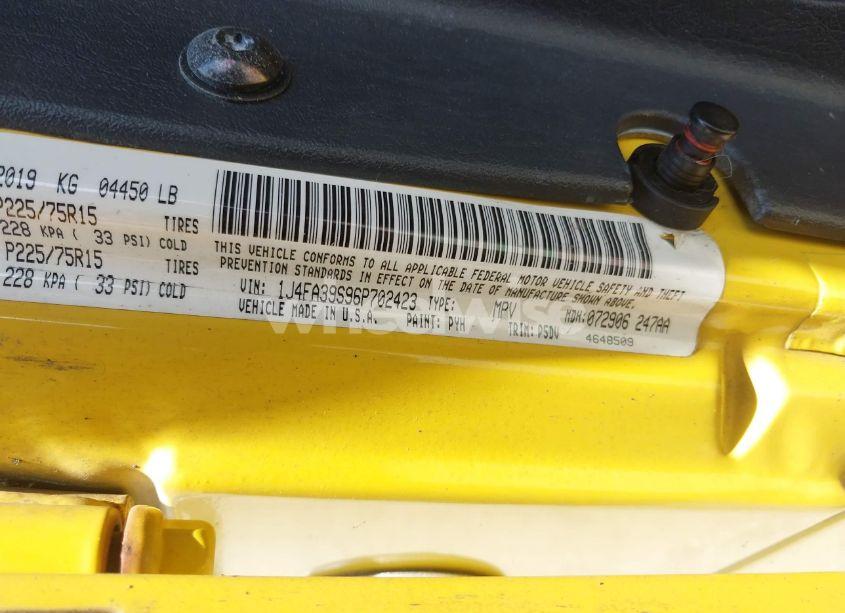 2019 KG 04450 LB
P225/75R15 TIRES
228 KPA ( 33 PSI) COLD
P225/75R15 TIRES
228 KPA ( 33 PSI) COLD
THIS VEHICLE CONFORMS TO ALL APPLICABLE FEDERAL MOTOR VEHICLE SAFETY AND THEFT
PREVENTION STANDARDS IN EFFECT ON THE DATE OF MANUFACTURE SHOWN ABOVE.
VIN: 1J4FA39S96P702423 TYPE: MPV MDH:072906 247AA
VEHICLE MADE IN U.S.A. PAINT: PYH TRIM: PSDV
4648509